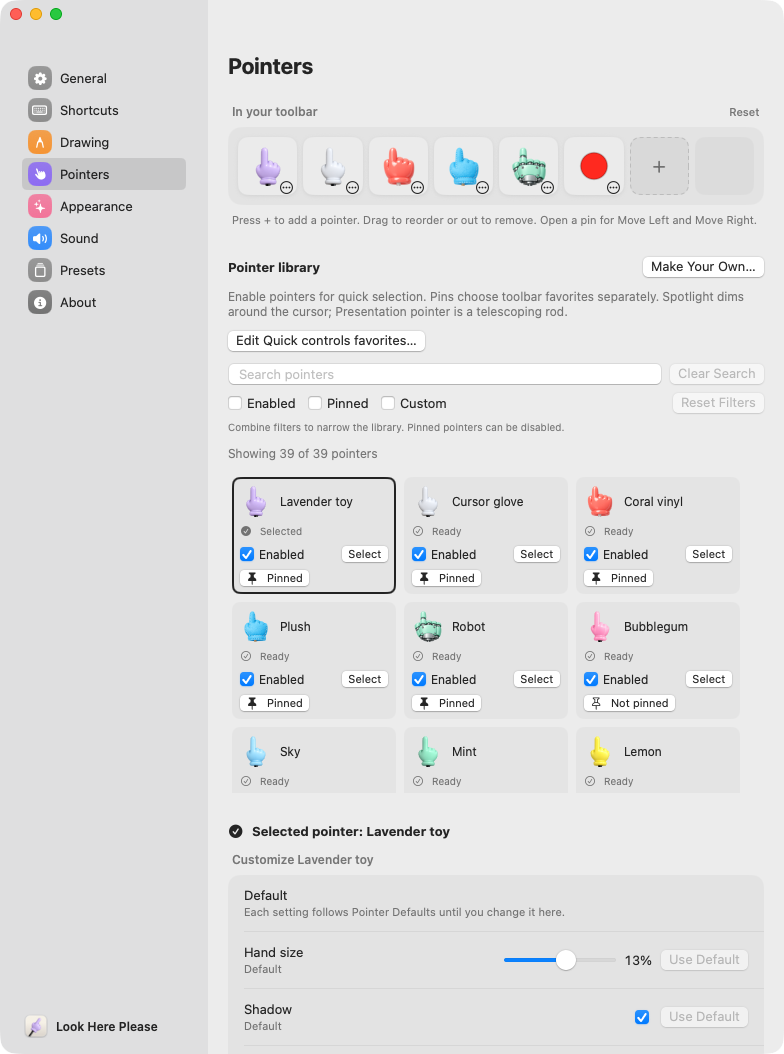 Pointers
General
Shortcuts
Drawing
Pointers
Appearance
Sound
Presets
About
Look Here Please
In your toolbar
Reset
Press + to add a pointer. Drag to reorder or out to remove. Open a pin for Move Left and Move Right.
Pointer library
Make Your Own...
Enable pointers for quick selection. Pins choose toolbar favorites separately. Spotlight dims
around the cursor; Presentation pointer is a telescoping rod.
Edit Quick controls favorites...
Search pointers
Clear Search
Enabled Pinned Custom
Reset Filters
Combine filters to narrow the library. Pinned pointers can be disabled.
Showing 39 of 39 pointers
Lavender toy
Selected
Enabled Select
Pinned
Cursor glove
Ready
Enabled Select
Pinned
Coral vinyl
Ready
Enabled Select
Pinned
Plush
Ready
Enabled Select
Pinned
Robot
Ready
Enabled Select
Pinned
Bubblegum
Ready
Enabled Select
Not pinned
Sky
Ready
Mint
Ready
Lemon
Ready
Selected pointer: Lavender toy
Customize Lavender toy
Default
Each setting follows Pointer Defaults until you change it here.
Hand size
Default
13% Use Default
Shadow
Default
Use Default